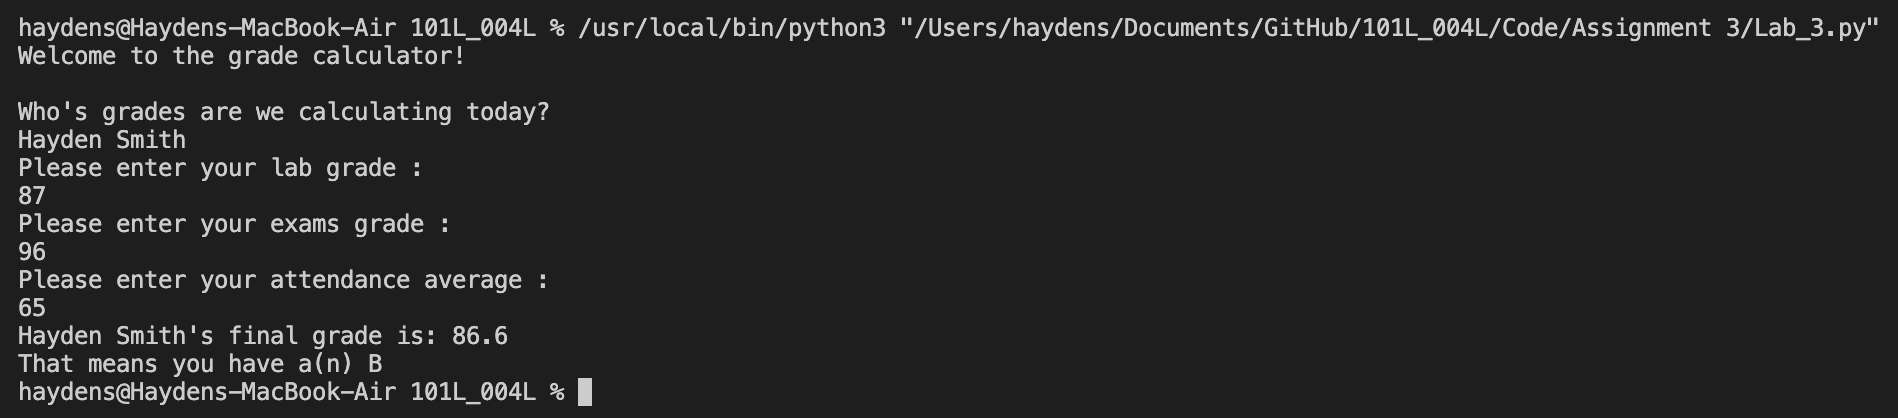 haydens@Haydens-MacBook-Air 101L_004L % /usr/local/bin/python3 "/Users/haydens/Documents/GitHub/101L_004L/Code/Assignment 3/Lab_3.py"
Welcome to the grade calculator!

Who's grades are we calculating today?
Hayden Smith
Please enter your lab grade :
87
Please enter your exams grade :
96
Please enter your attendance average :
65
Hayden Smith's final grade is: 86.6
That means you have a(n) B
haydens@Haydens-MacBook-Air 101L_004L %